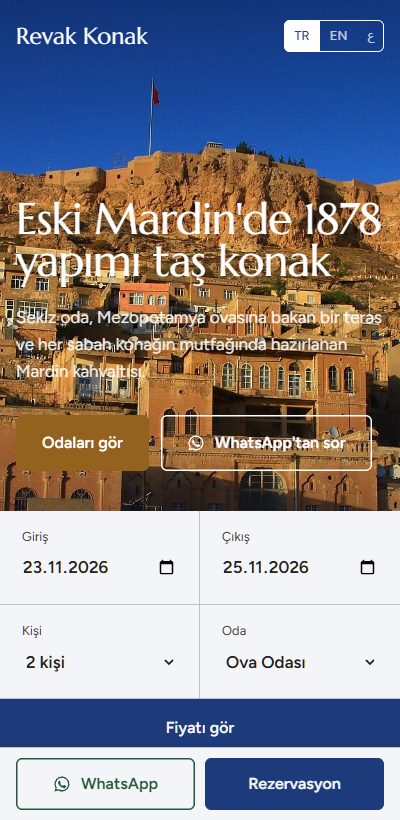 Revak Konak
TR EN ع
Eski Mardin'de 1878
yapımı taş konak
Sekiz oda, Mezopotamya ovasına bakan bir teras
ve her sabah konağın mutfağında hazırlanan
Mardin kahvaltısı.
Odaları gör
WhatsApp'tan sor
Giriş
Çıkış
23.11.2026
25.11.2026
Kişi
Oda
2 kişi
Ova Odası
Fiyatı gör
WhatsApp
Rezervasyon